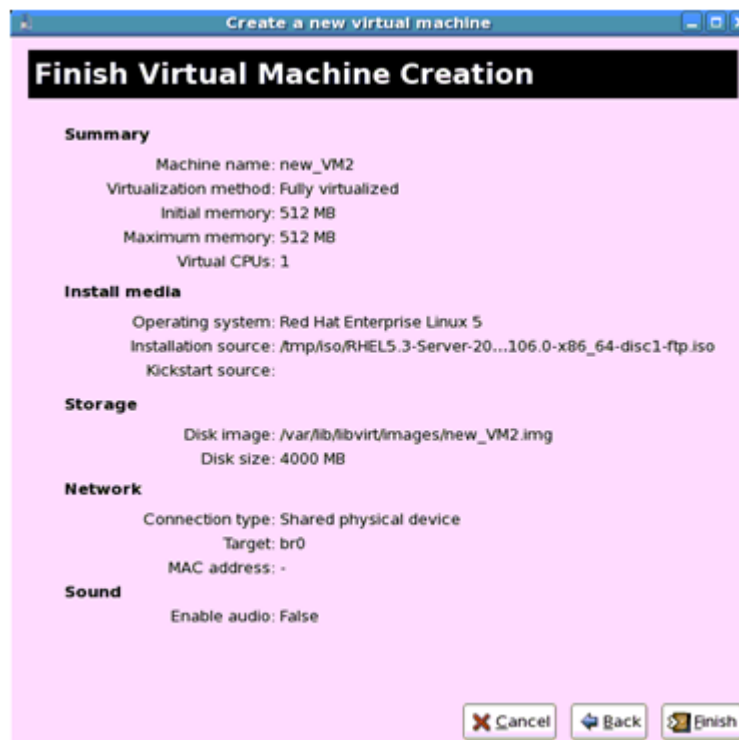 Create a new virtual machine
Finish Virtual Machine Creation
Summary
Machine name: new_VM2
Virtualization method: Fully virtualized
Initial memory: 512 MB
Maximum memory: 512 MB
Virtual CPUs: 1
Install media
Operating system: Red Hat Enterprise Linux 5
Installation source: /tmp/iso/RHEL5.3-Server-20...106.0-x86_64-disc1-ftp.iso
Kickstart source:
Storage
Disk image: /var/lib/libvirt/images/new_VM2.img
Disk size: 4000 MB
Network
Connection type: Shared physical device
Target: br0
MAC address: -
Sound
Enable audio: False
Cancel Back Finish